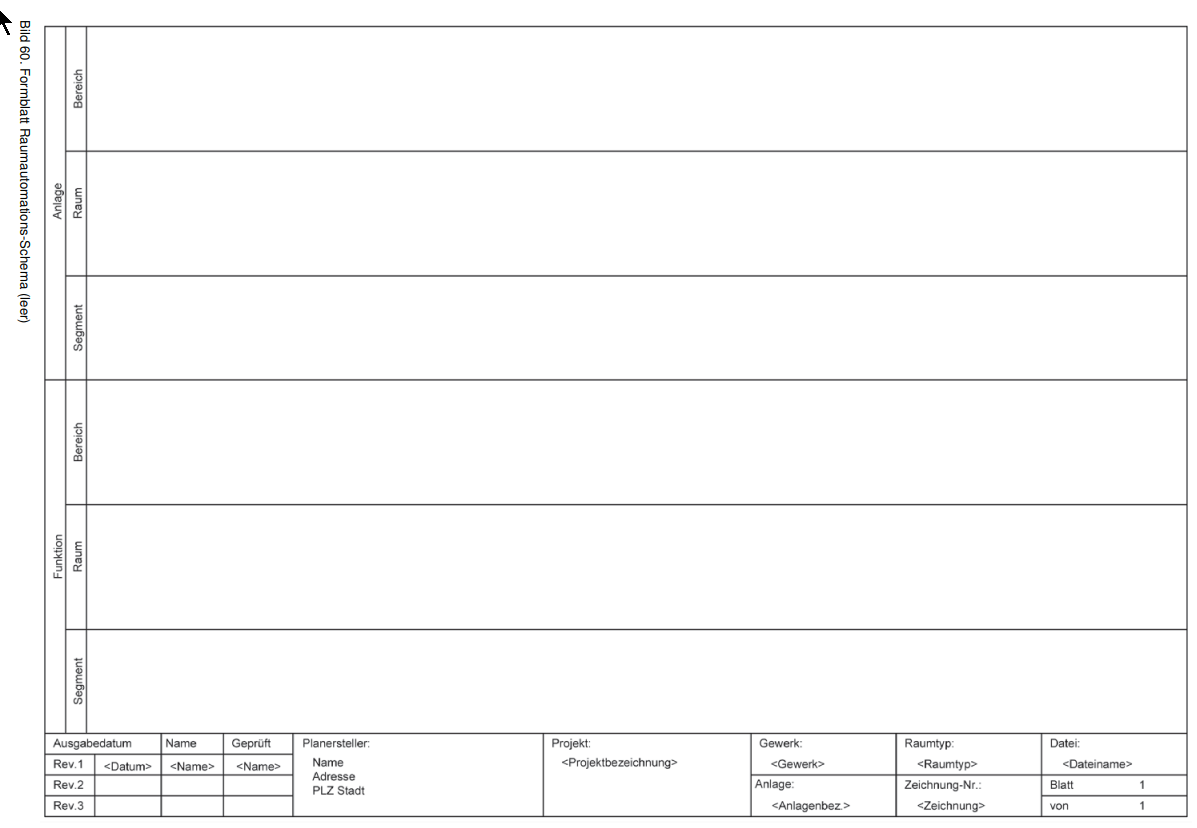 Bild 60. Formblatt Raumautomations-Schema (leer)
Anlage
Bereich
Raum
Segment
Funktion
Bereich
Raum
Segment
Ausgabedatum Name Geprüft
Rev.1 <Datum> <Name> <Name>
Rev.2
Rev.3
Planersteller:
Name
Adresse
PLZ Stadt
Projekt:
<Projektbezeichnung>
Gewerk:
<Gewerk>
Anlage:
<Anlagenbez.>
Raumtyp:
<Raumtyp>
Zeichnung-Nr.:
<Zeichnung>
Datei:
<Dateiname>
Blatt 1
von 1